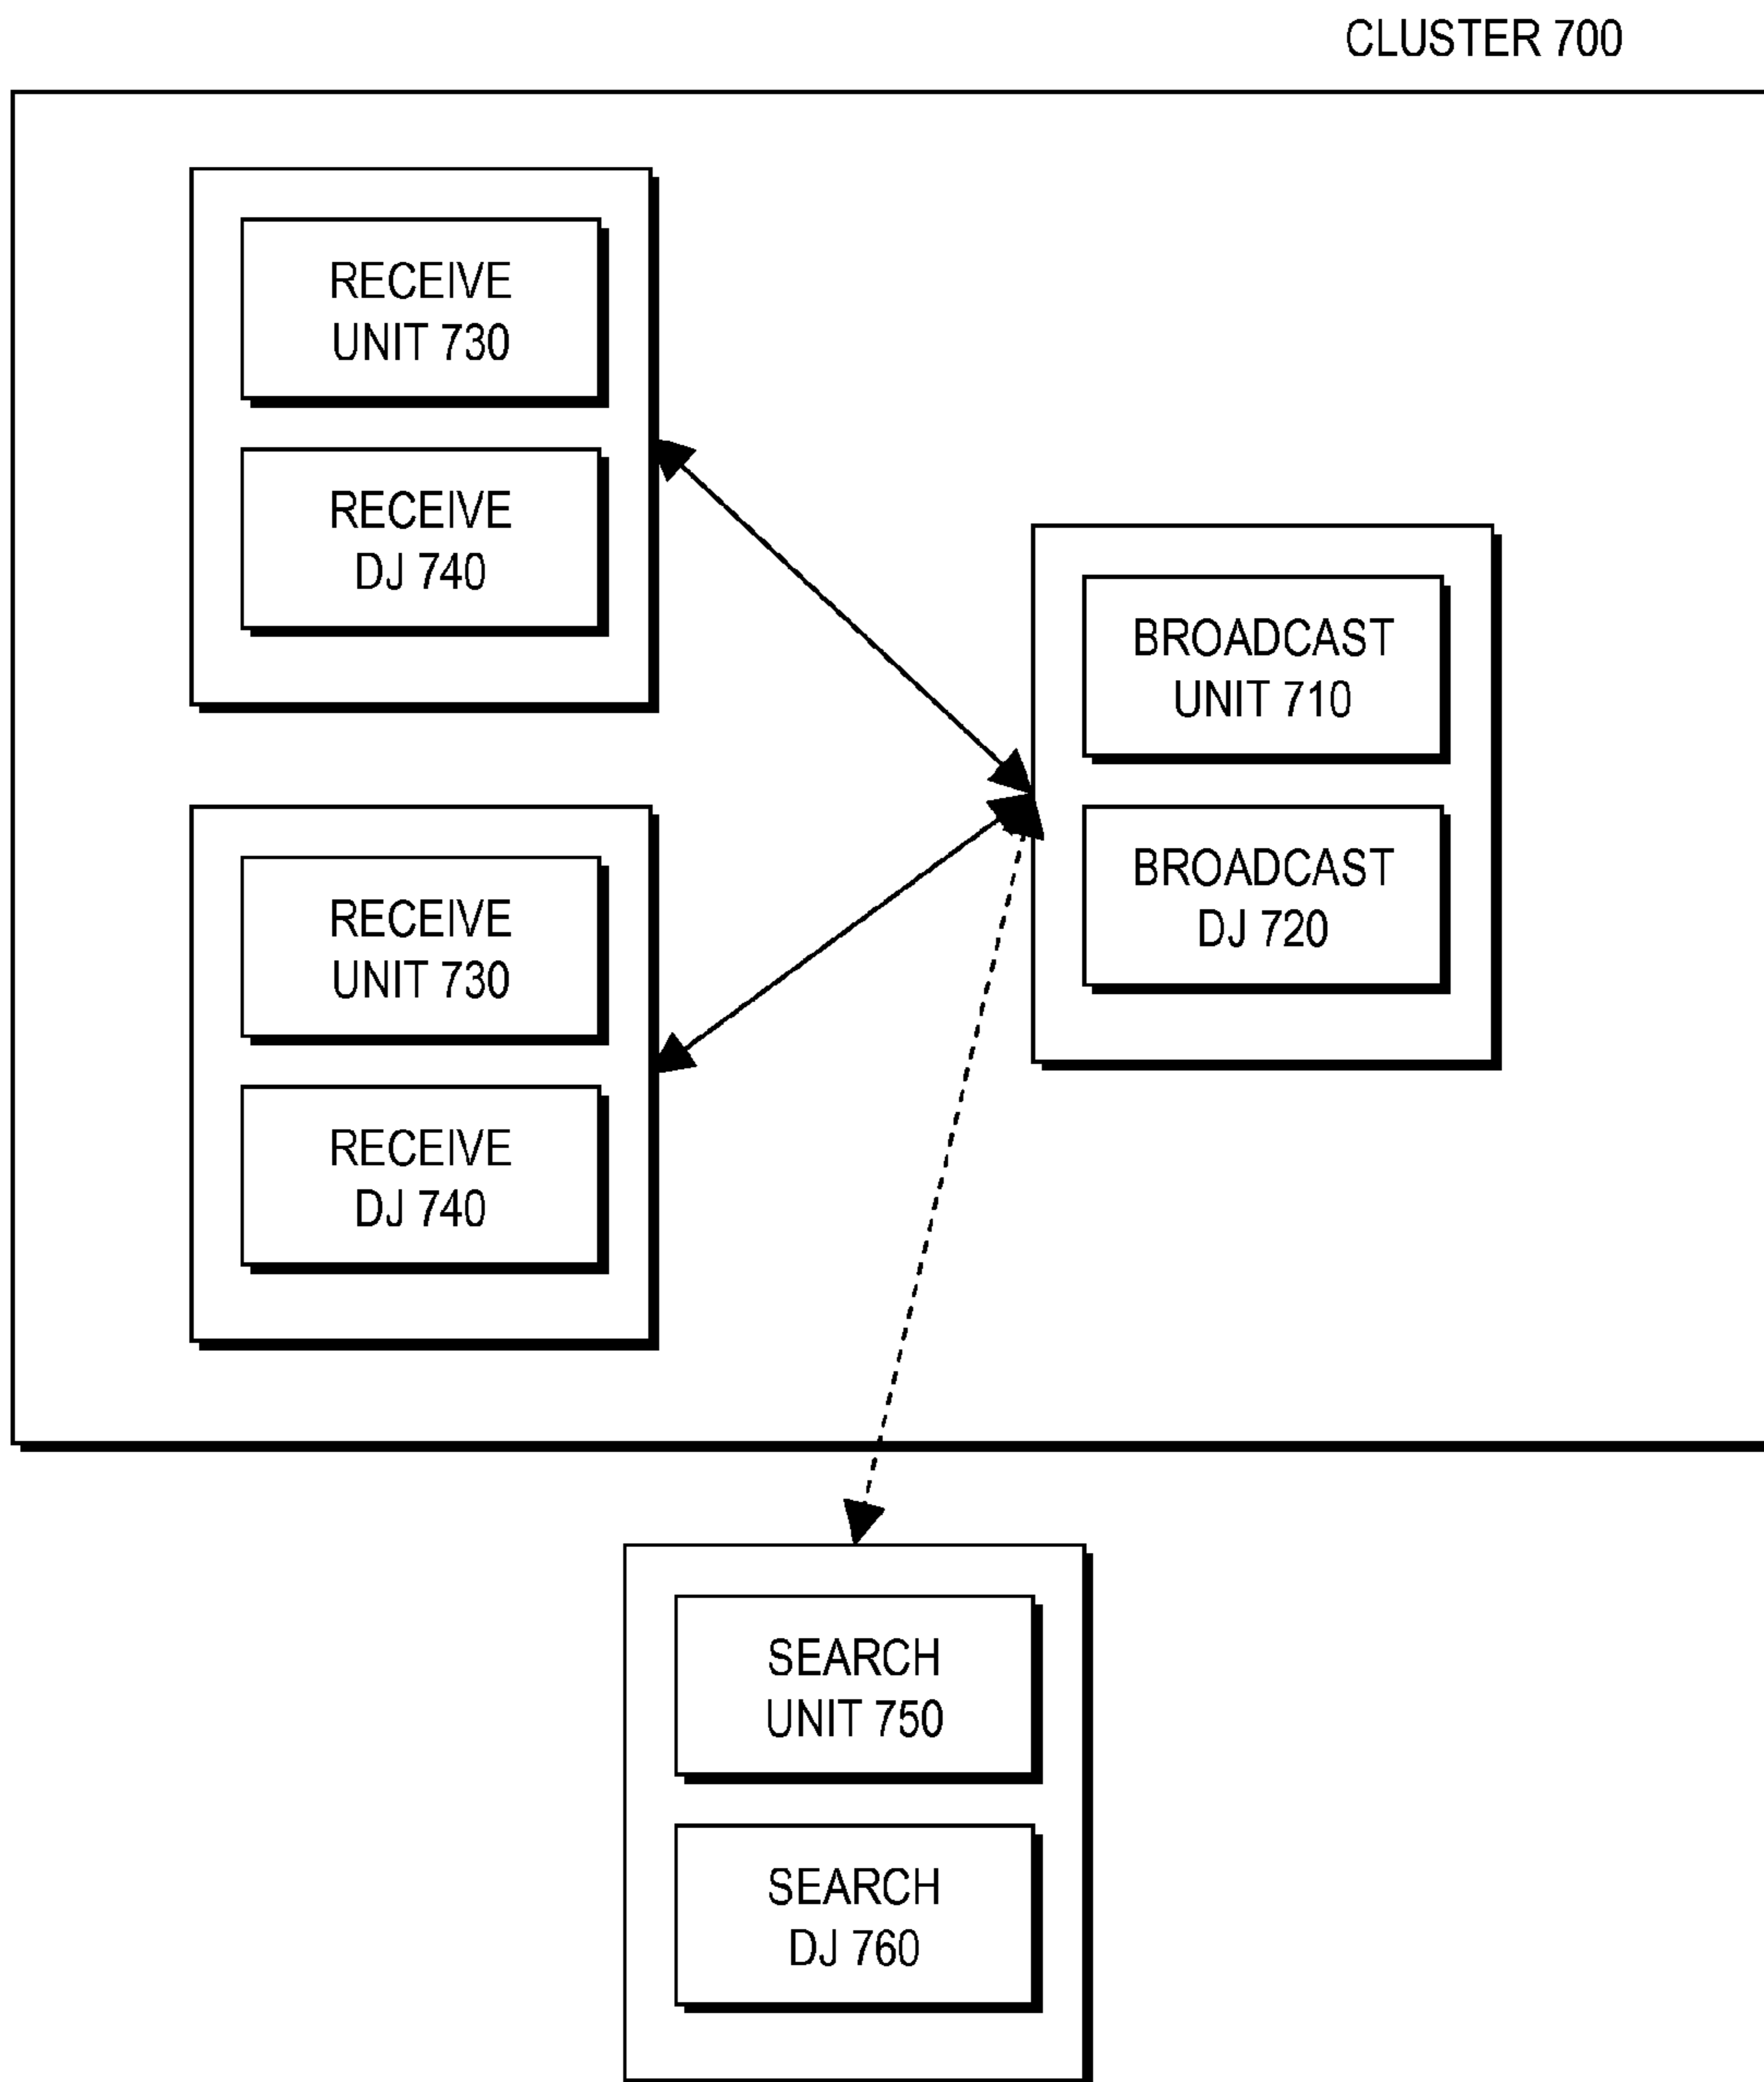 CLUSTER 700
RECEIVE
UNIT 730
RECEIVE
DJ 740
BROADCAST
UNIT 710
BROADCAST
DJ 720
RECEIVE
UNIT 730
RECEIVE
DJ 740
SEARCH
UNIT 750
SEARCH
DJ 760